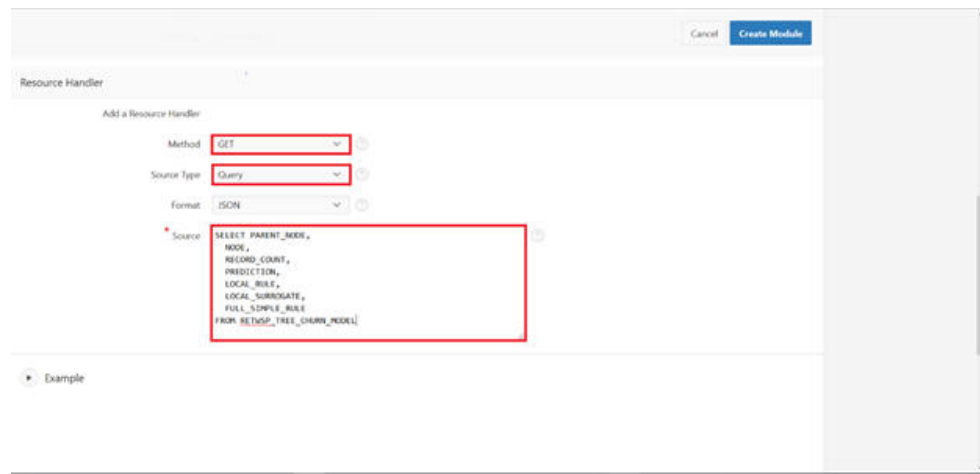 Cancel Create Module
Resource Handler
Add a Resource Handler
Method GET
Source Type Query
Format JSON
* Source SELECT PARENT_NODE,
NODE,
RECORD_COUNT,
PREDICTION,
LOCAL_RULE,
LOCAL_SURROGATE,
FULL_SIMPLE_RULE
FROM RETWSP_TREE_CHURN_MODEL
Example